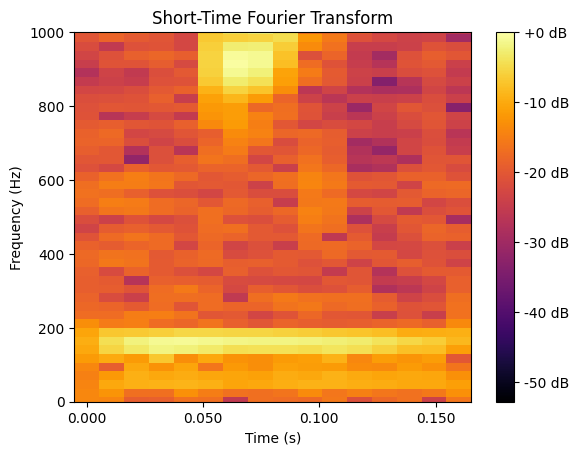 Short-Time Fourier Transform
Frequency (Hz)
1000
800
600
400
200
0
0.000
0.050
0.100
0.150
Time (s)
+0 dB
-10 dB
-20 dB
-30 dB
-40 dB
-50 dB